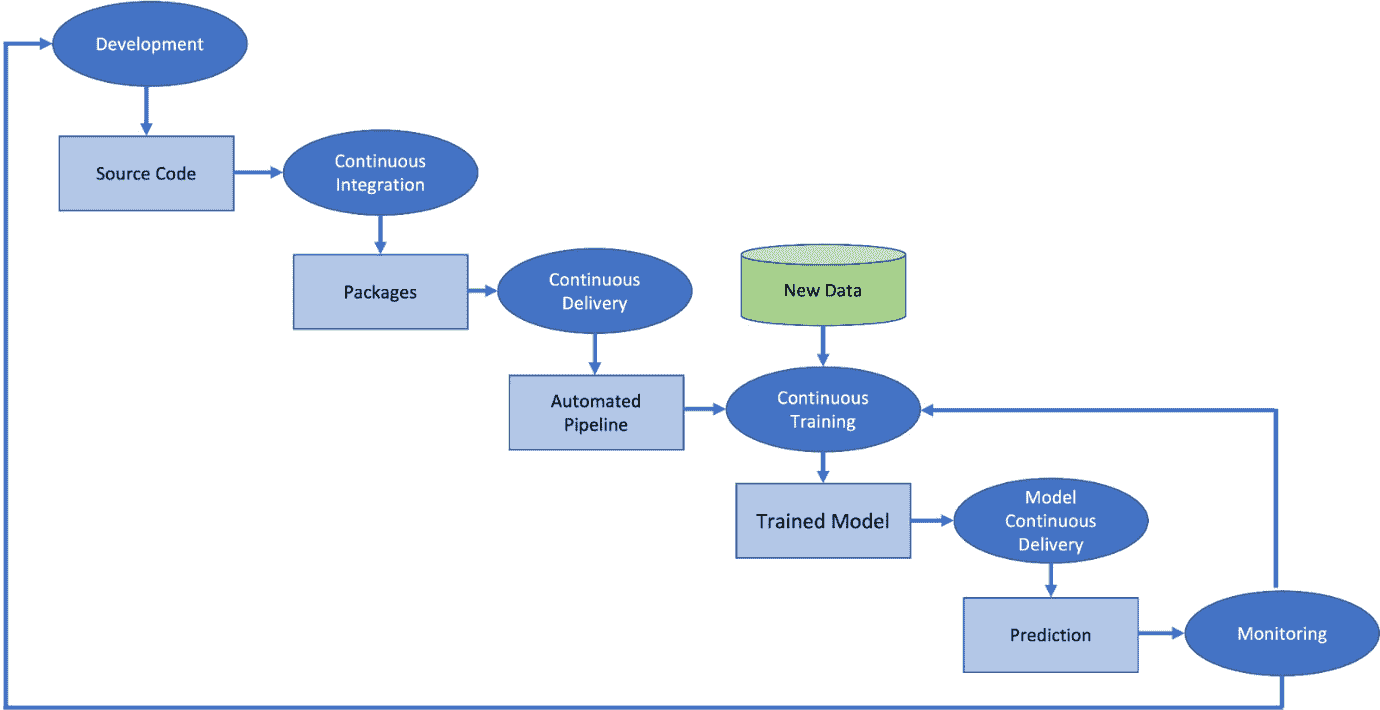 Development
Source Code
Continuous
Integration
Packages
Continuous
Delivery
New Data
Automated
Pipeline
Continuous
Training
Trained Model
Model
Continuous
Delivery
Prediction
Monitoring